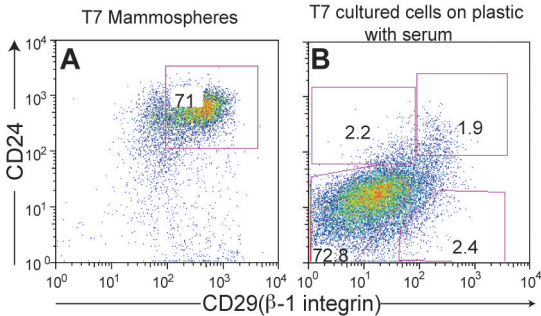 T7 Mammospheres
T7 cultured cells on plastic
with serum
A
B
CD24
10^4
10^3
10^2
10^1
10^0
71
2.2
1.9
72.8
2.4
10^0 10^1 10^2 10^3 10^4
10^0 10^1 10^2 10^3 10^4
CD29(β-1 integrin)